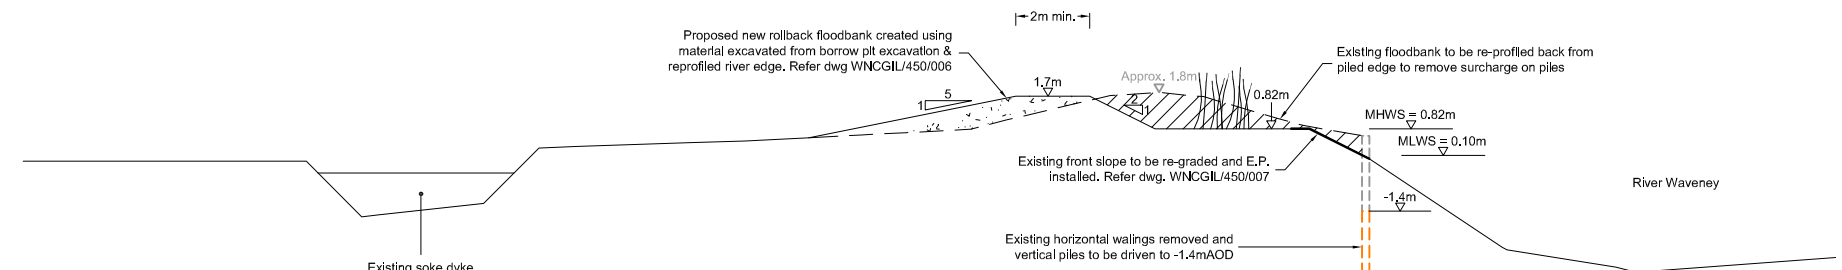 2m min.
Proposed new rollback floodbank created using
material excavated from borrow pit excavation &
reprofiled river edge. Refer dwg WNCGIL/450/006
Existing floodbank to be re-profiled back from
piled edge to remove surcharge on piles
Approx. 1.8m
1.7m
5
1
2
1
0.82m
MHWS = 0.82m
MLWS = 0.10m
Existing front slope to be re-graded and E.P.
installed. Refer dwg. WNCGIL/450/007
River Waveney
-1.4m
Existing horizontal walings removed and
vertical piles to be driven to -1.4mAOD
Existing soke dyke